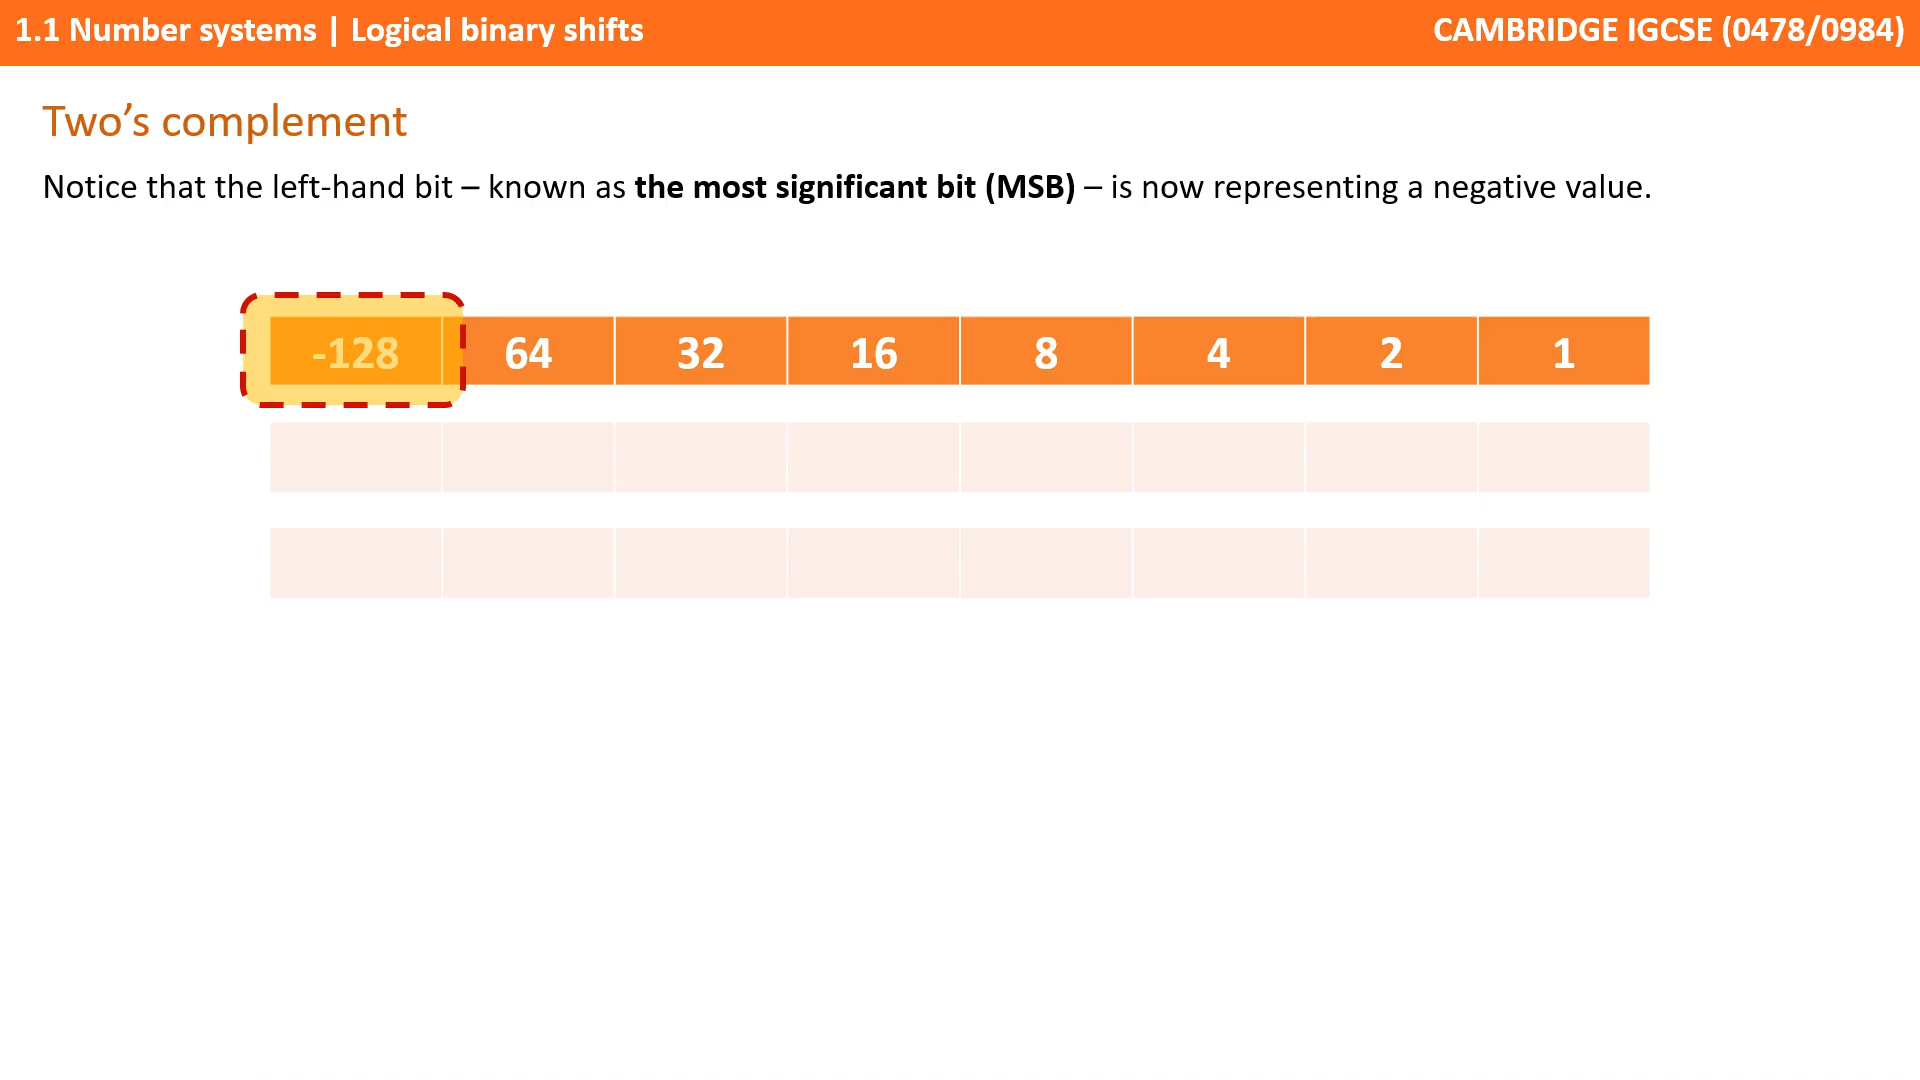 1.1 Number systems | Logical binary shifts CAMBRIDGE IGCSE (0478/0984)
Two’s complement
Notice that the left-hand bit – known as the most significant bit (MSB) – is now representing a negative value.
-128 64 32 16 8 4 2 1